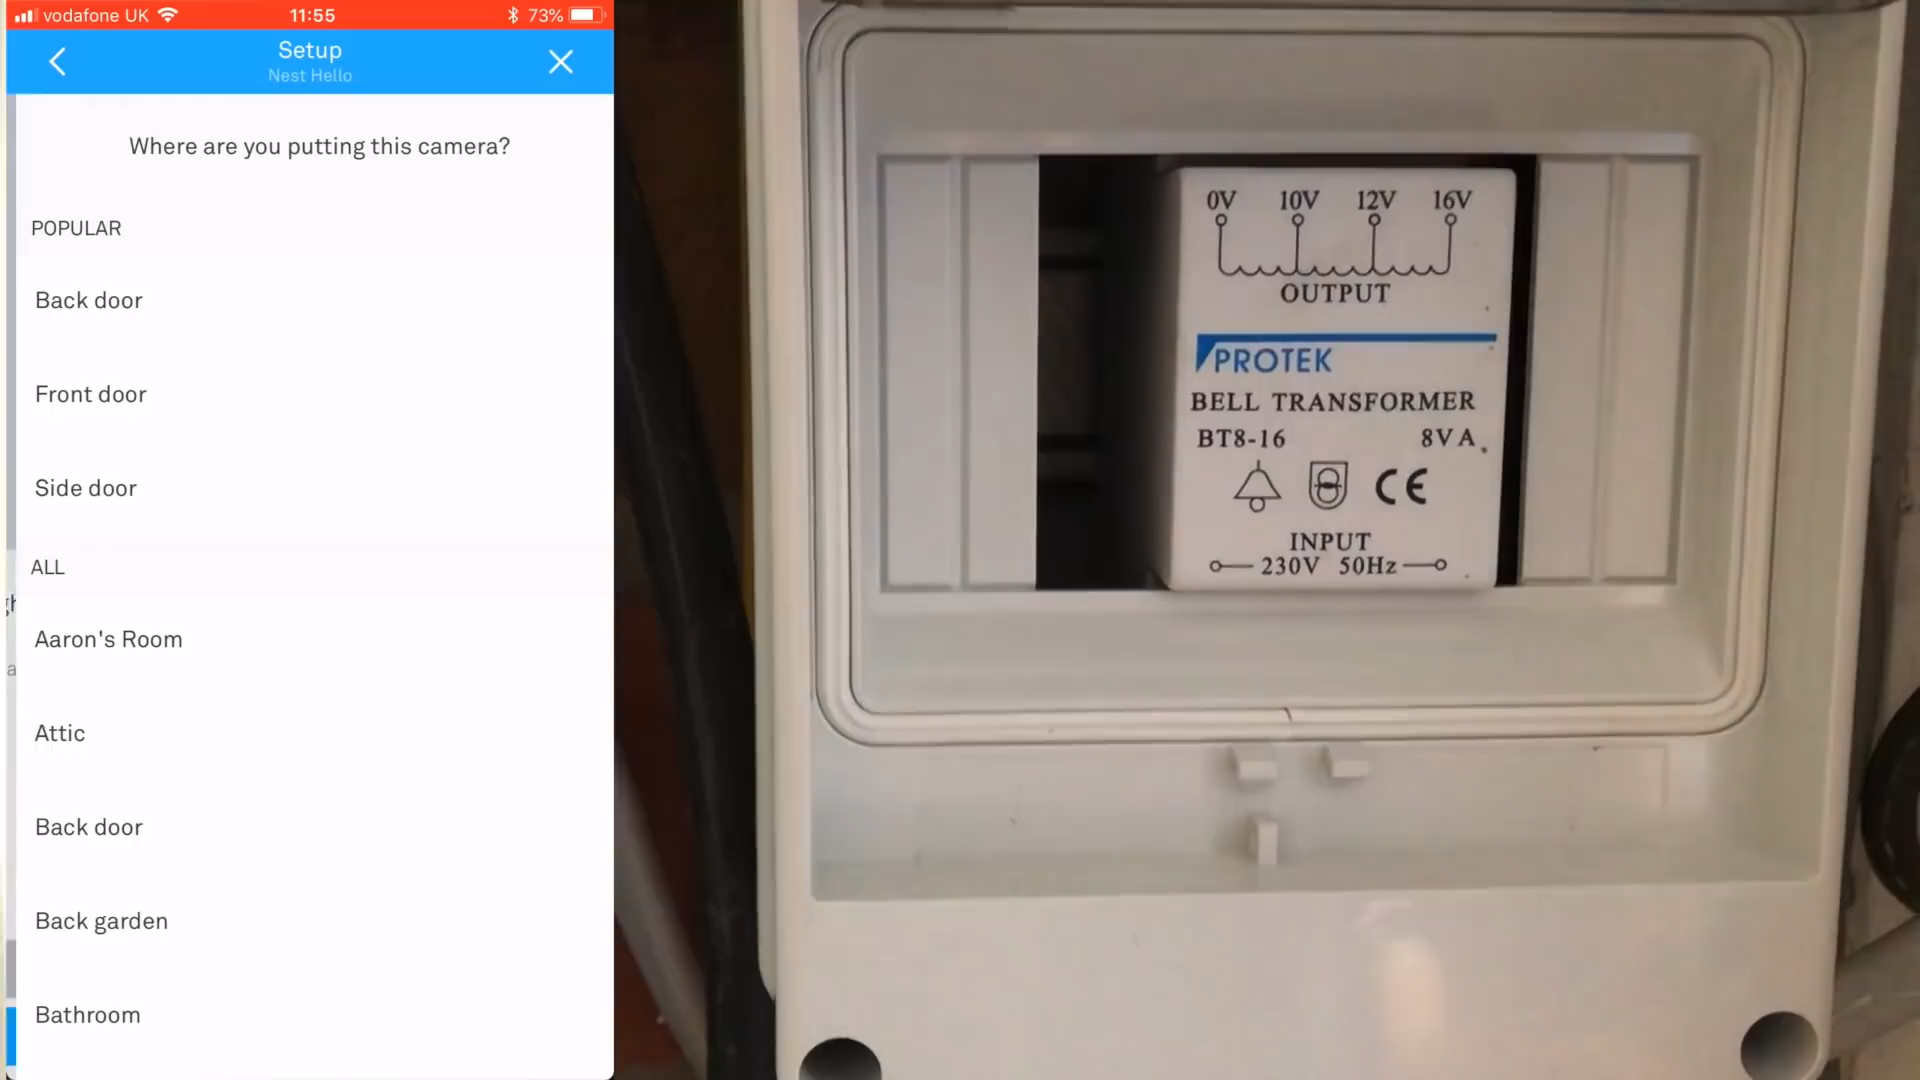 vodafone UK 11:55 73%
Setup
Nest Hello
Where are you putting this camera?
POPULAR
Back door
Front door
Side door
ALL
Aaron's Room
Attic
Back door
Back garden
Bathroom
0V 10V 12V 16V
OUTPUT
PROTEK
BELL TRANSFORMER
BT8-16 8VA
8
CE
INPUT
230V 50Hz